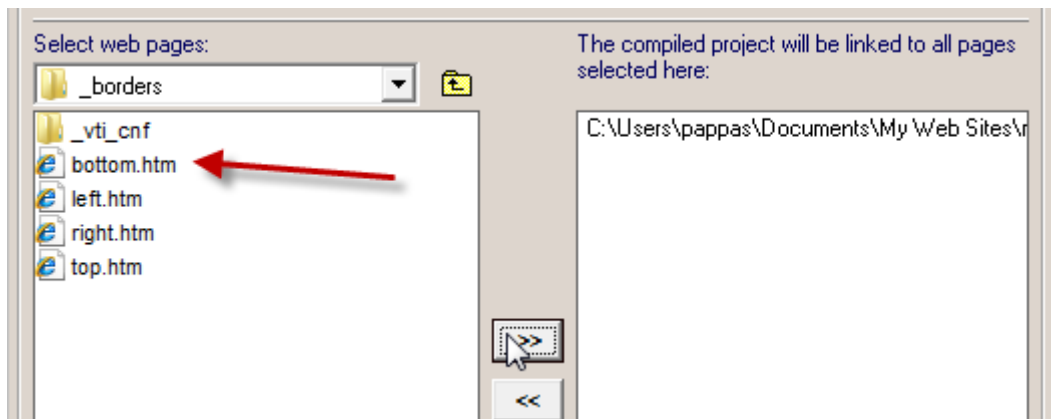 Select web pages:
The compiled project will be linked to all pages
selected here:
_borders
_vti_cnf
bottom.htm
left.htm
right.htm
top.htm
C:\Users\pappas\Documents\My Web Sites\r
>>
<<